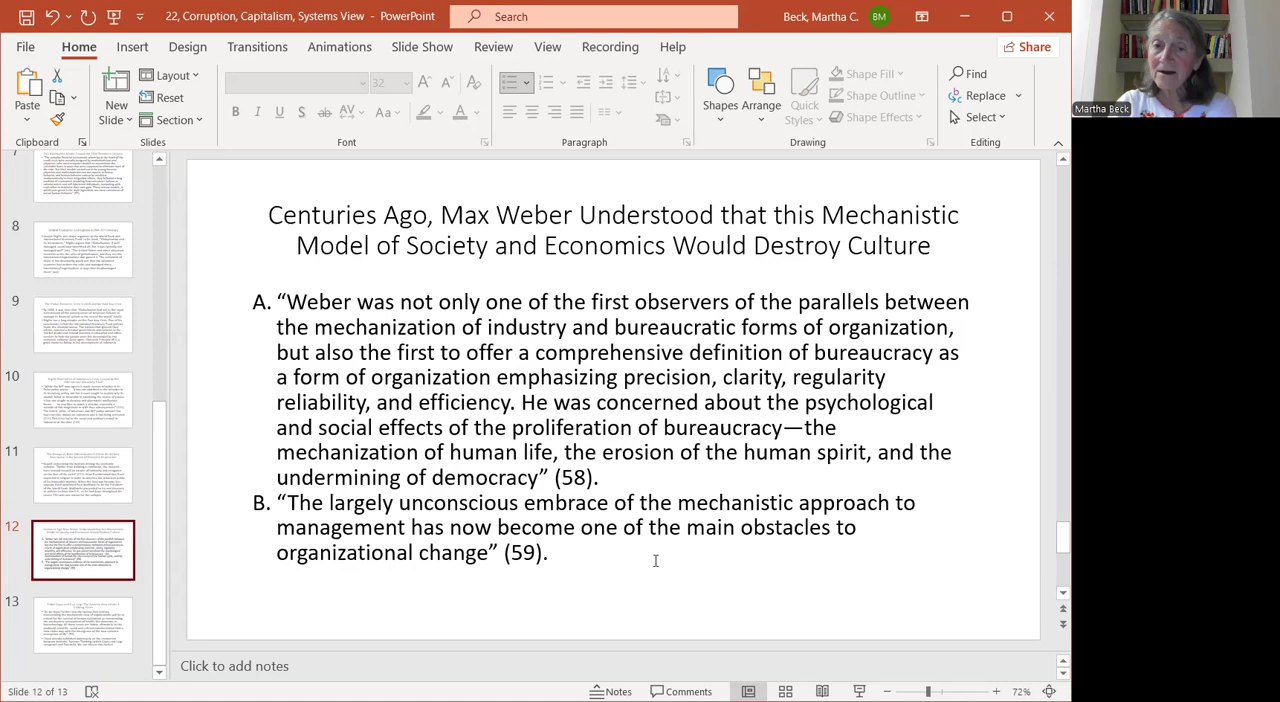 22, Corruption, Capitalism, Systems View - PowerPoint
Search
Beck, Martha C. BM
File Home Insert Design Transitions Animations Slide Show Review View Recording Help Share
Paste
Clipboard
New Slide
Layout
Reset
Section
Slides
32
B I U S ab AV Aa A
Font
Paragraph
Shapes Arrange Quick Styles
Shape Fill
Shape Outline
Shape Effects
Drawing
Find
Replace
Select
Editing
Martha Beck
8
9
10
11
12
13
Centuries Ago, Max Weber Understood that this Mechanistic
Model of Society and Economics Would Destroy Culture
A. “Weber was not only one of the first observers of the parallels between
the mechanization of industry and bureaucratic forms of organization,
but also the first to offer a comprehensive definition of bureaucracy as
a form of organization emphasizing precision, clarity, regularity
reliability, and efficiency. He was concerned about the psychological
and social effects of the proliferation of bureaucracy—the
mechanization of human life, the erosion of the human spirit, and the
undermining of democracy” (58).
B. “The largely unconscious embrace of the mechanistic approach to
management has now become one of the main obstacles to
organizational change” (59).
Click to add notes
Slide 12 of 13
Notes
Comments
72%